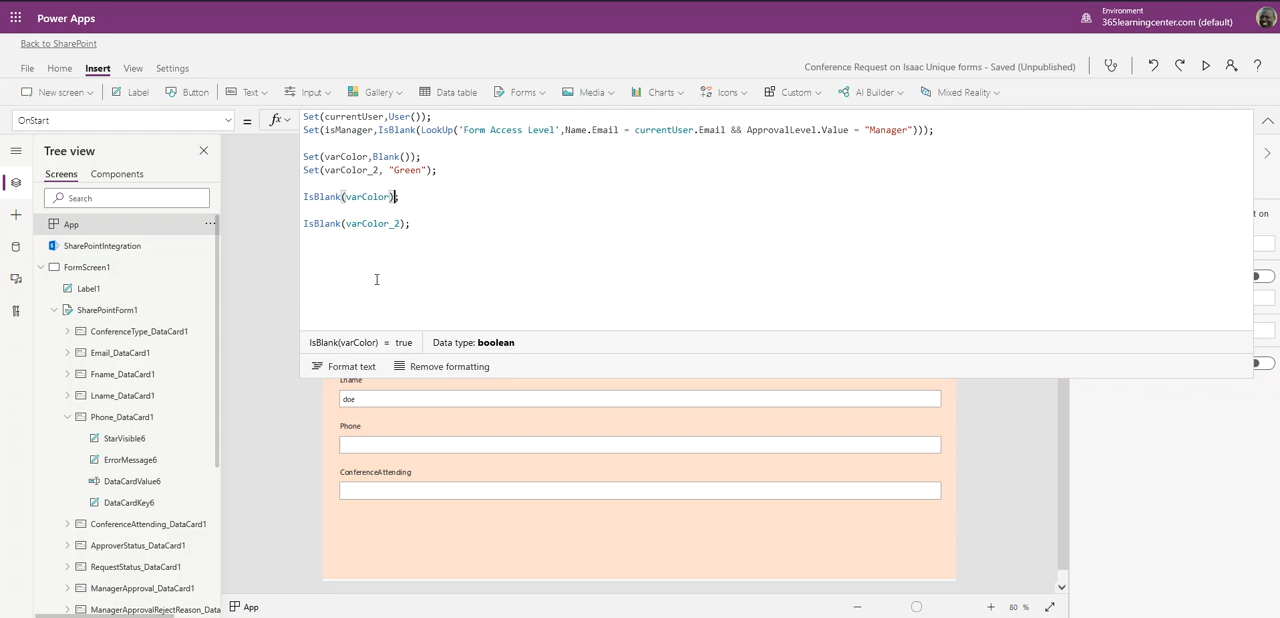 Power Apps
Environment
365learningcenter.com (default)
Back to SharePoint
File Home Insert View Settings
Conference Request on Isaac Unique forms - Saved (Unpublished)
New screen Label Button Text Input Gallery Data table Forms Media Charts Icons Custom AI Builder Mixed Reality
OnStart = fx
Set(currentUser,User());
Set(isManager,IsBlank(LookUp('Form Access Level',Name.Email = currentUser.Email && ApprovalLevel.Value = "Manager")));
Set(varColor,Blank());
Set(varColor_2, "Green");
IsBlank(varColor);
IsBlank(varColor_2);
IsBlank(varColor) = true Data type: boolean
Format text Remove formatting
Tree view
Screens Components
Search
App ...
SharePointIntegration
FormScreen1
Label1
SharePointForm1
ConferenceType_DataCard1
Email_DataCard1
Fname_DataCard1
Lname_DataCard1
Phone_DataCard1
StarVisible6
ErrorMessage6
DataCardValue6
DataCardKey6
ConferenceAttending_DataCard1
ApproverStatus_DataCard1
RequestStatus_DataCard1
ManagerApproval_DataCard1
ManagerApprovalRejectReason_Data
Lname
doe
Phone
ConferenceAttending
t on
App
80 %